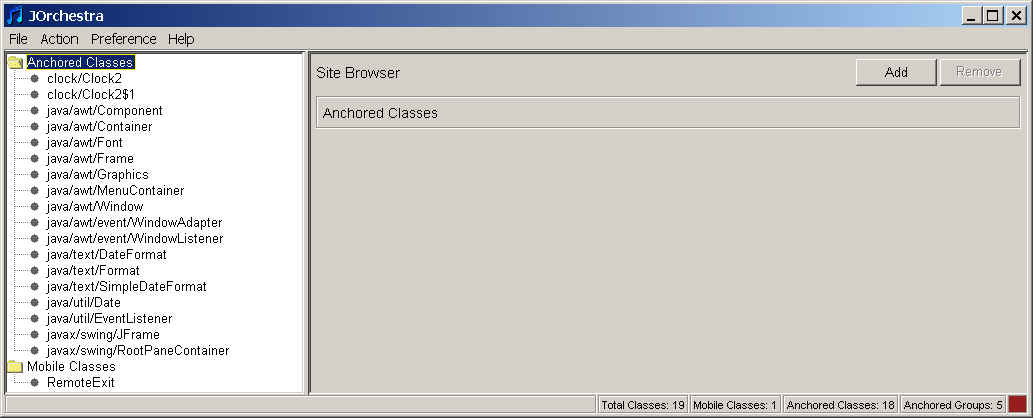 JOrchestra
File Action Preference Help
Anchored Classes
clock/Clock2
clock/Clock2$1
java/awt/Component
java/awt/Container
java/awt/Font
java/awt/Frame
java/awt/Graphics
java/awt/MenuContainer
java/awt/Window
java/awt/event/WindowAdapter
java/awt/event/WindowListener
java/text/DateFormat
java/text/Format
java/text/SimpleDateFormat
java/util/Date
java/util/EventListener
javax/swing/JFrame
javax/swing/RootPaneContainer
Mobile Classes
RemoteExit
Site Browser
Add
Remove
Anchored Classes
Total Classes: 19
Mobile Classes: 1
Anchored Classes: 18
Anchored Groups: 5